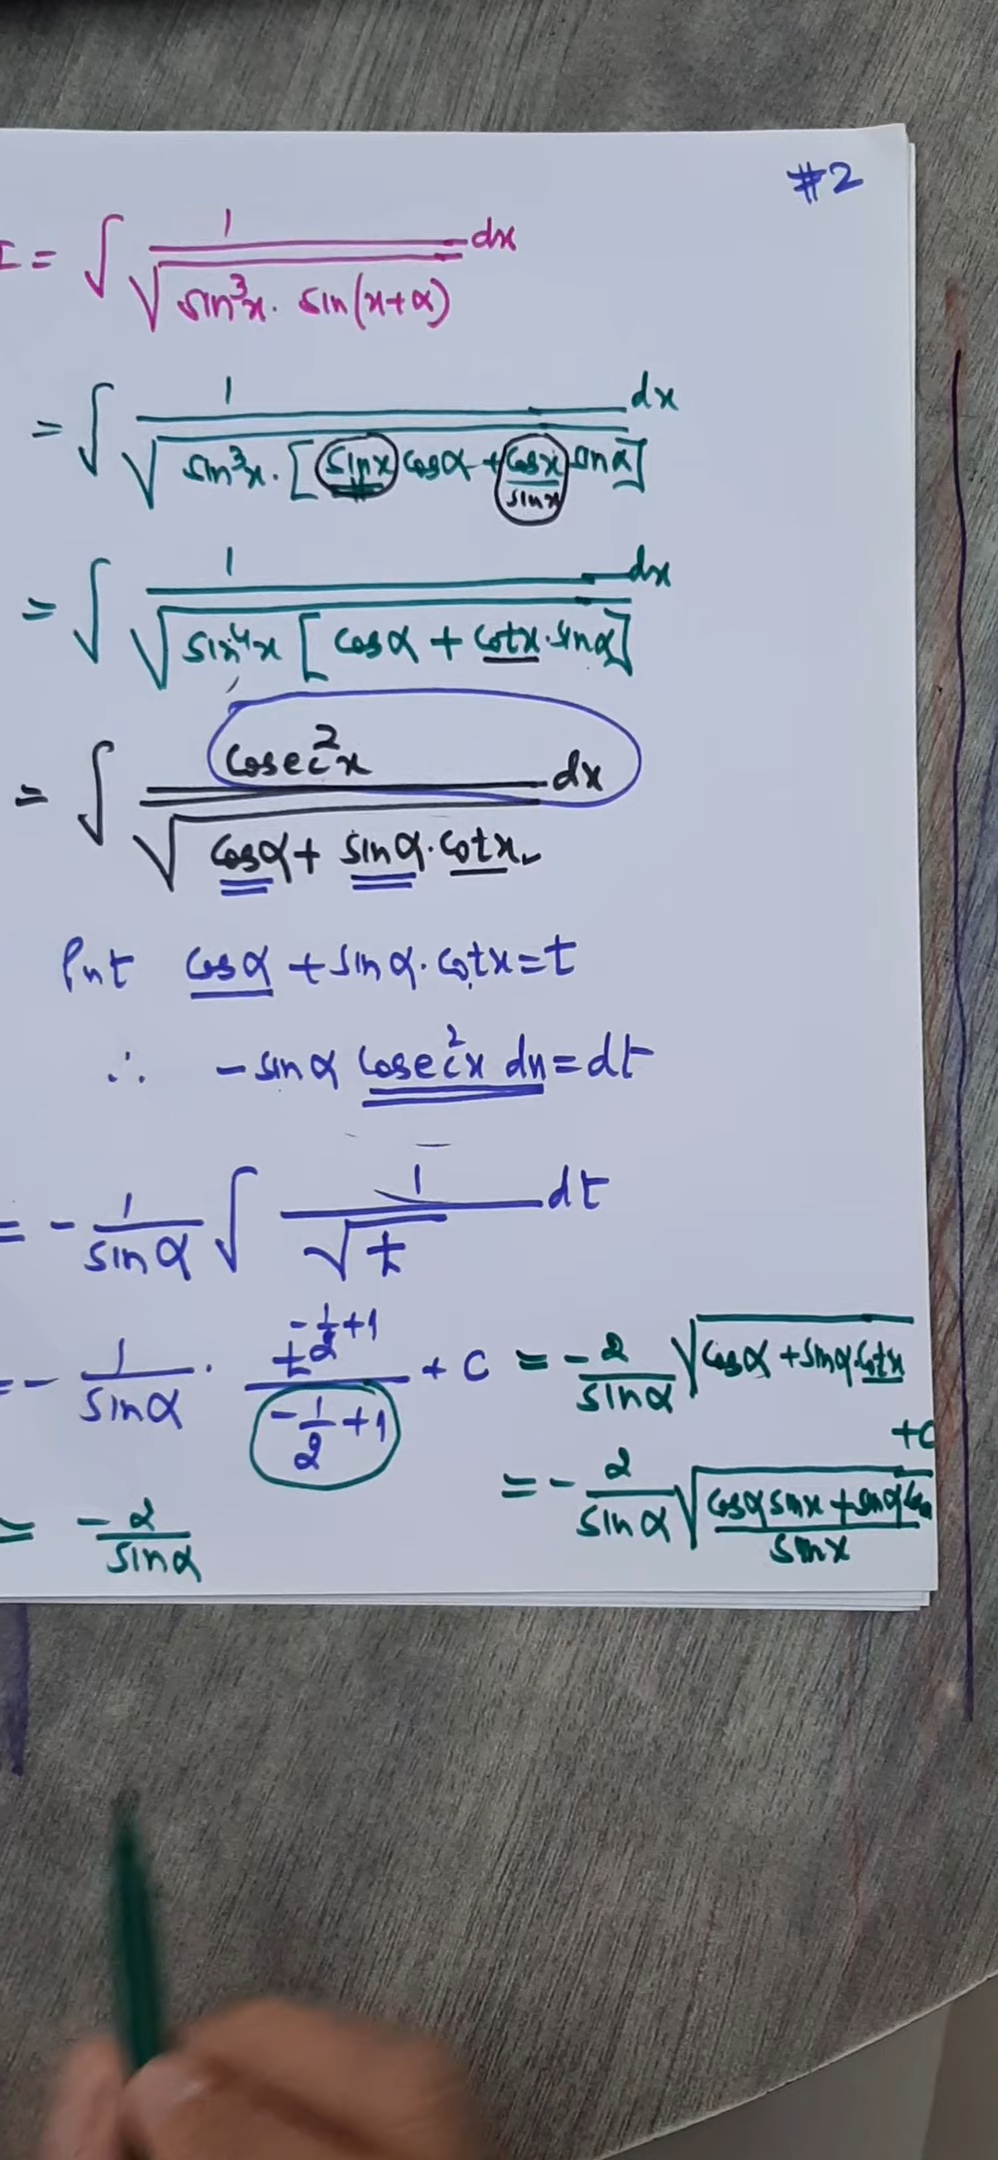 #2
I = ∫ 1/√(sin³x · sin(x+α)) dx
= ∫ 1/√(sin³x · [sinx cosα + cosx/sinx sinα]) dx
= ∫ 1/√(sin⁴x [cosα + cotx · sinα]) dx
= ∫ cosec²x/√(cosα + sinα · cotx) dx
Put cosα + sinα · cotx = t
∴ -sinα cosec²x dx = dt
= - 1/sinα ∫ 1/√t dt
= - 1/sinα · t^(-1/2+1)/(-1/2+1) + C = - 2/sinα √(cosα + sinα · cotx) + C
= - 2/sinα
= - 2/sinα √((cosα sinx + sinα cosx)/sinx)